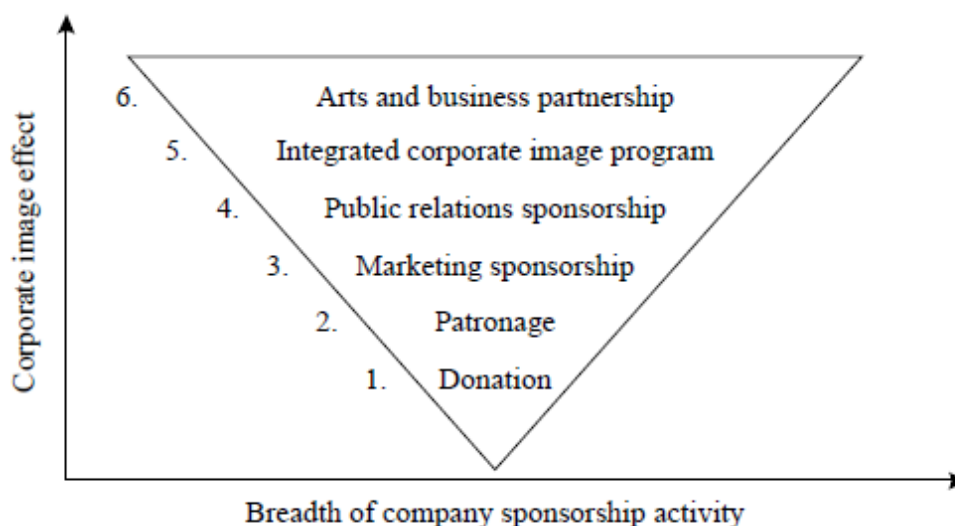 6. Arts and business partnership
5. Integrated corporate image program
4. Public relations sponsorship
3. Marketing sponsorship
2. Patronage
1. Donation
Corporate image effect
Breadth of company sponsorship activity